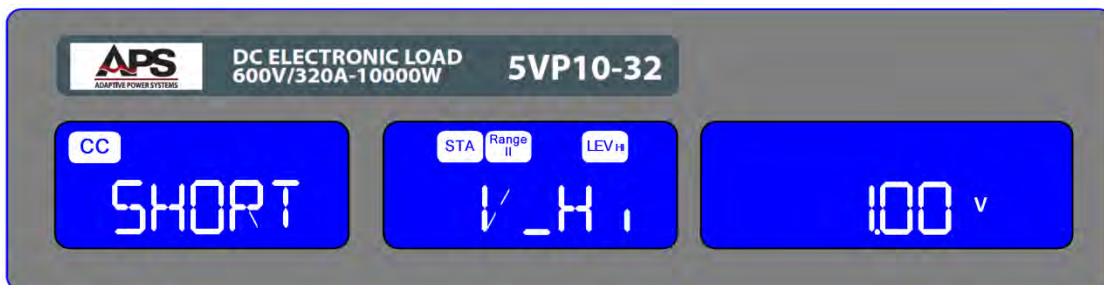 APS
ADAPTIVE POWER SYSTEMS
DC ELECTRONIC LOAD
600V/320A-10000W
5VP10-32
CC
SHORT
STA
Range
II
LEV HI
V_Hi
1.00 V